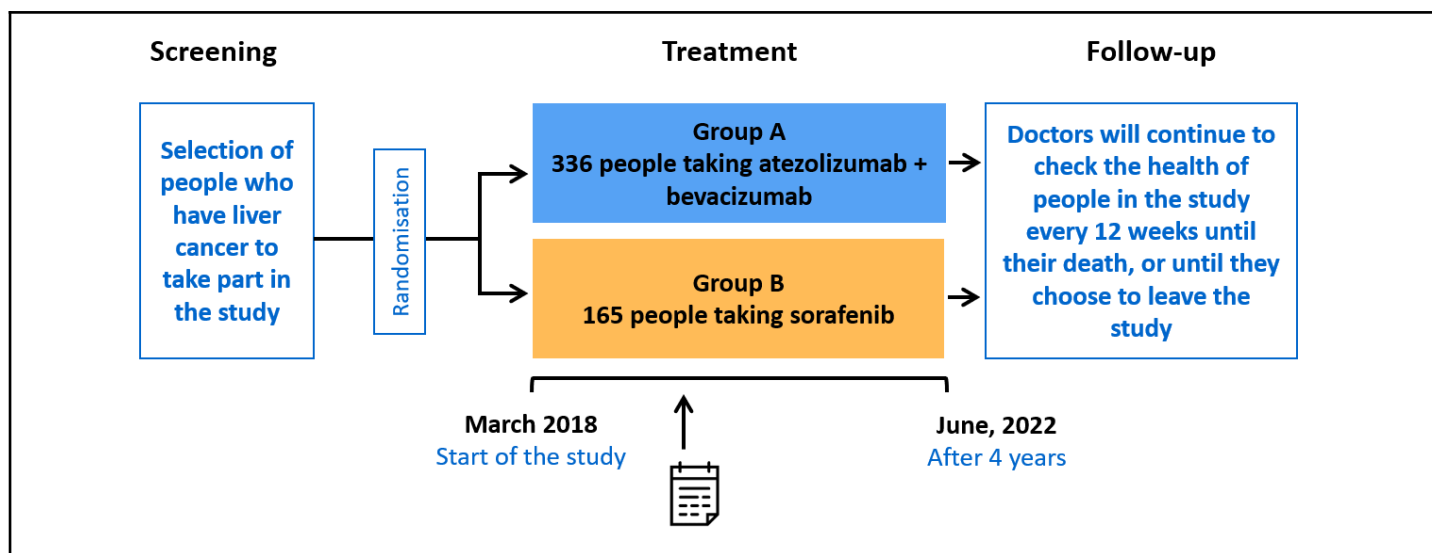 Screening
Treatment
Follow-up
Selection of
people who
have liver
cancer to
take part in
the study
Randomisation
Group A
336 people taking atezolizumab +
bevacizumab
Group B
165 people taking sorafenib
Doctors will continue to
check the health of
people in the study
every 12 weeks until
their death, or until they
choose to leave the
study
March 2018
Start of the study
June, 2022
After 4 years